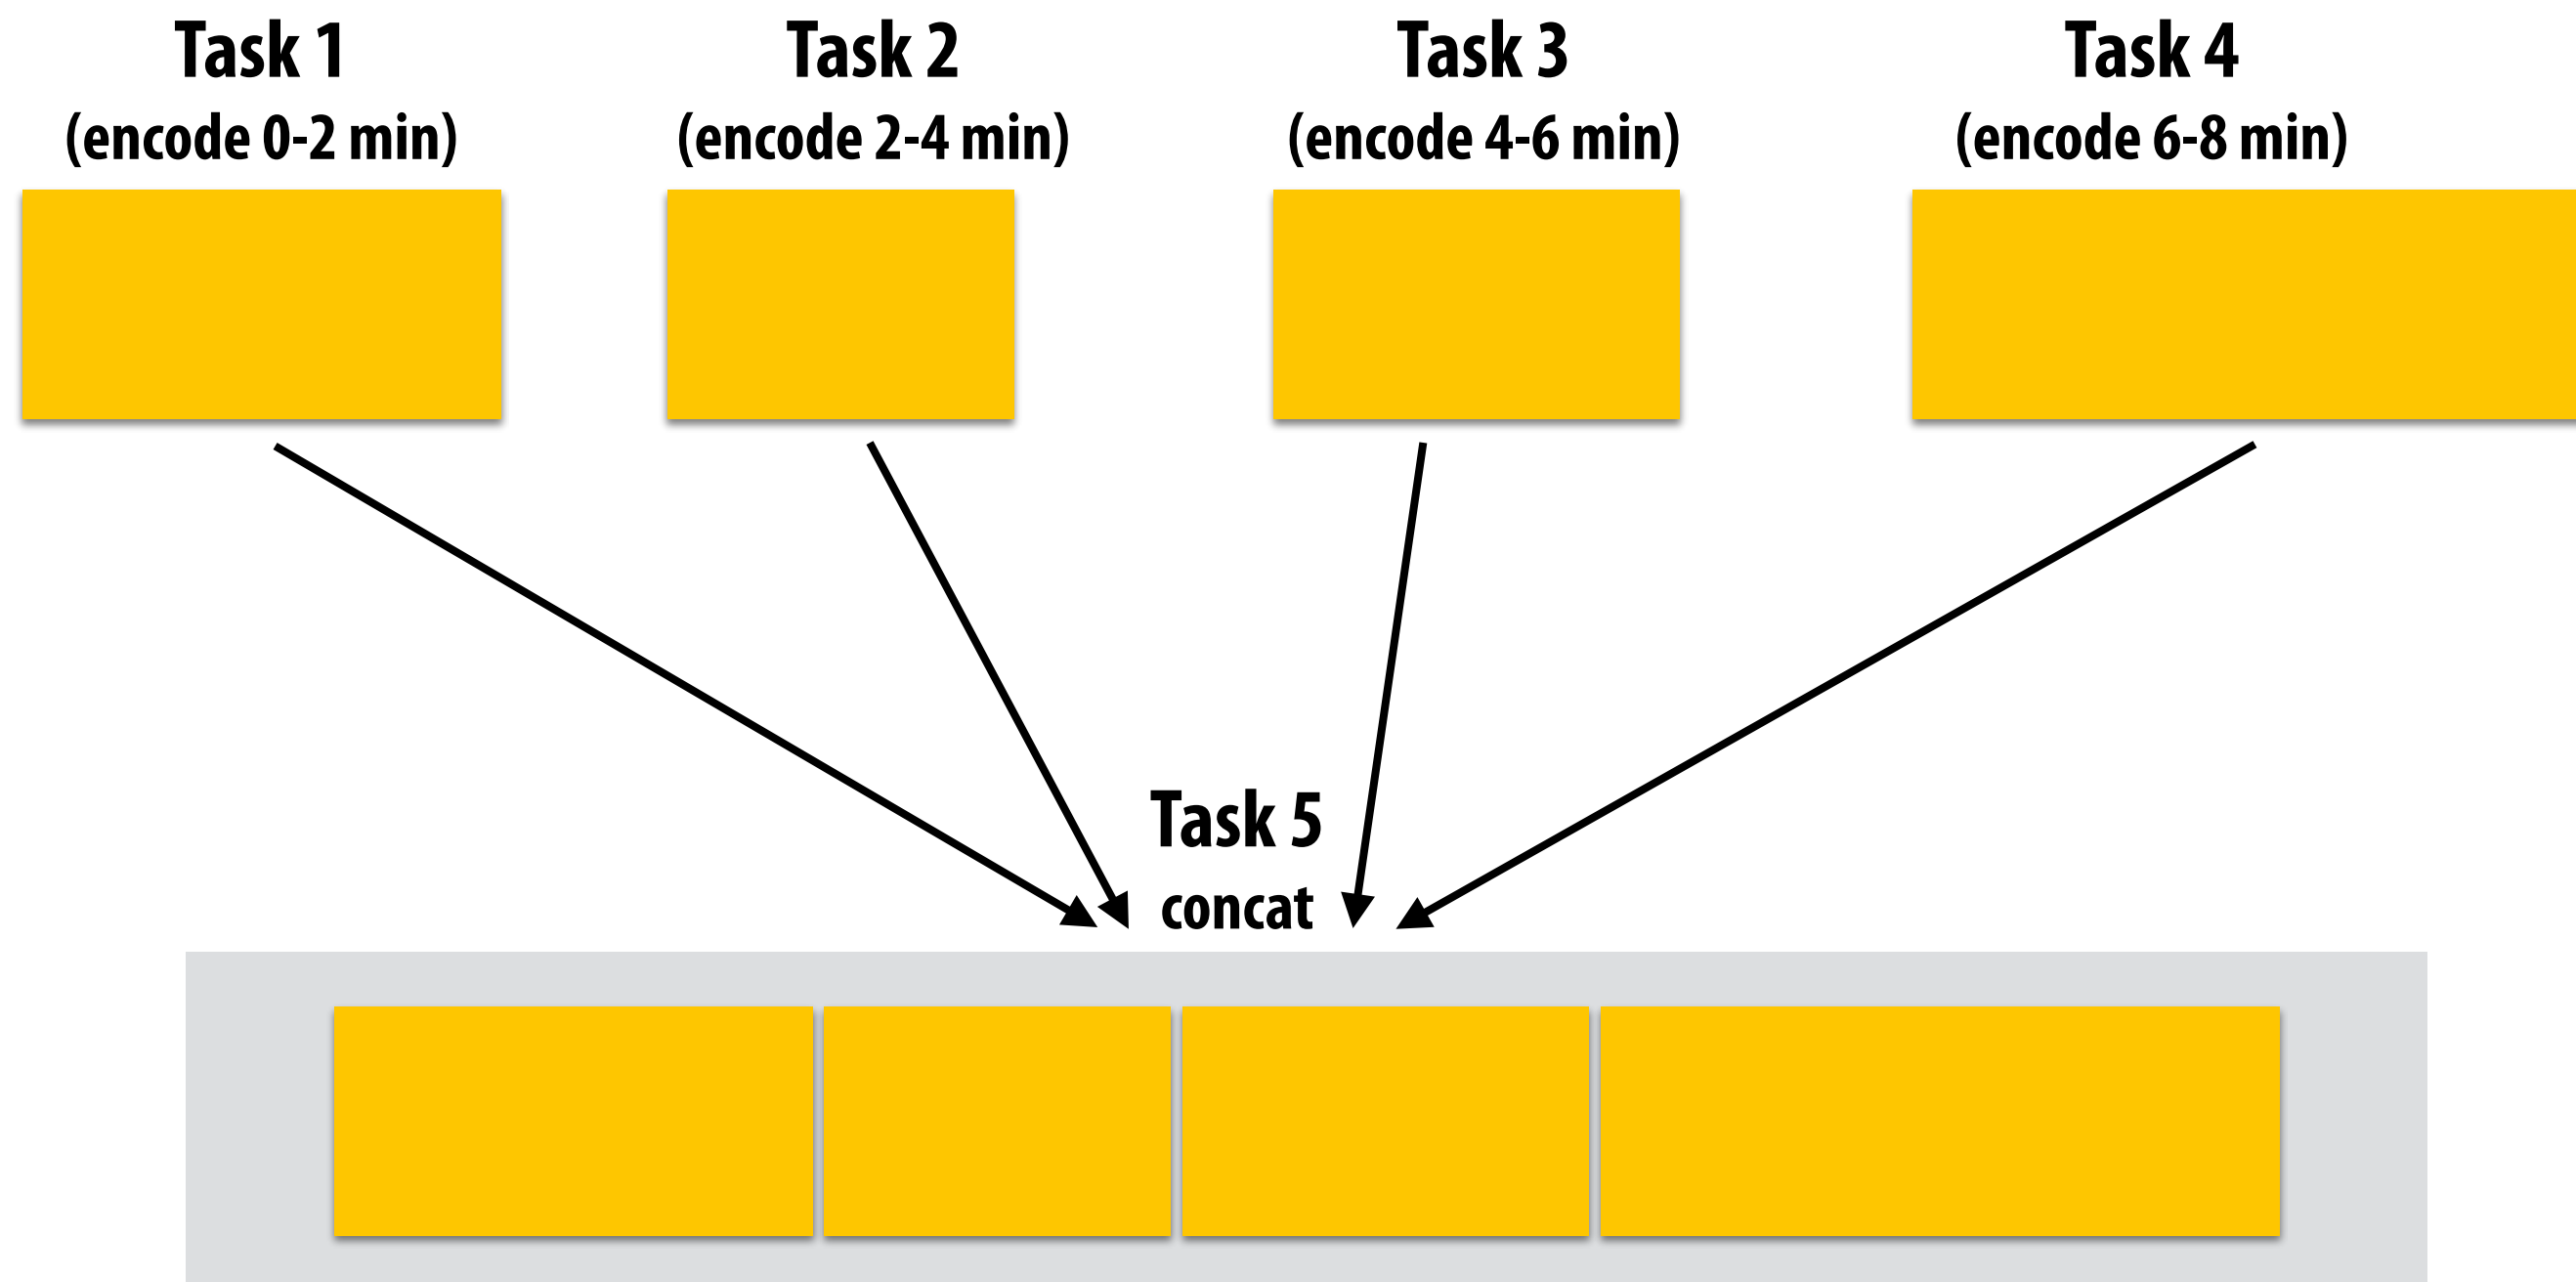 Task 1
(encode 0-2 min)
Task 2
(encode 2-4 min)
Task 3
(encode 4-6 min)
Task 4
(encode 6-8 min)
Task 5
concat